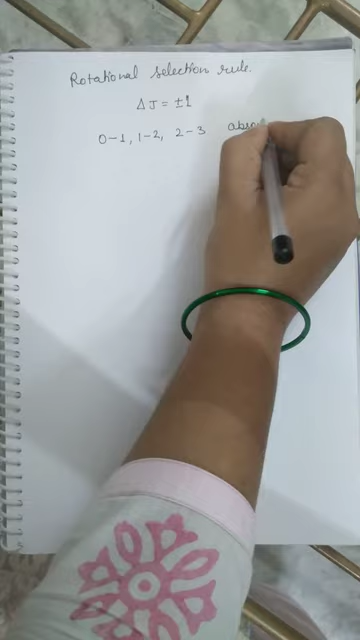 Rotational selection rule.
ΔJ = ±1
0-1, 1-2, 2-3